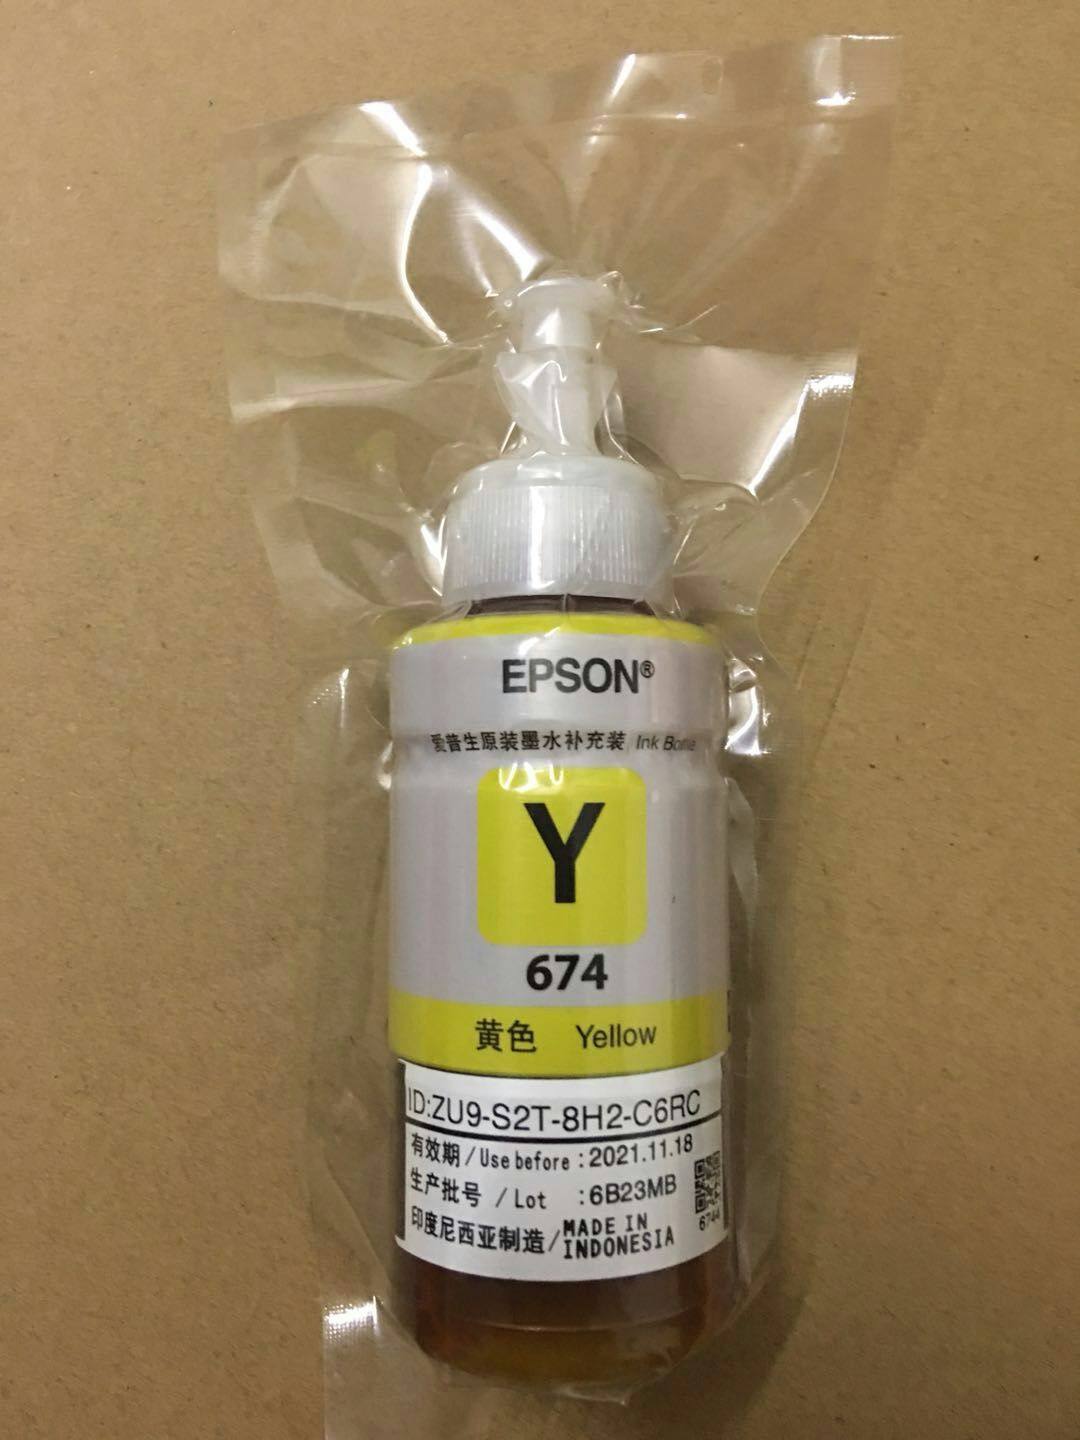 EPSON®
爱普生原装墨水补充装 Ink Bottle
Y
674
黄色 Yellow
ID:ZU9-S2T-8H2-C6RC
有效期/Use before:2021.11.18
生产批号/Lot :6B23MB
6744
印度尼西亚制造/MADE IN INDONESIA